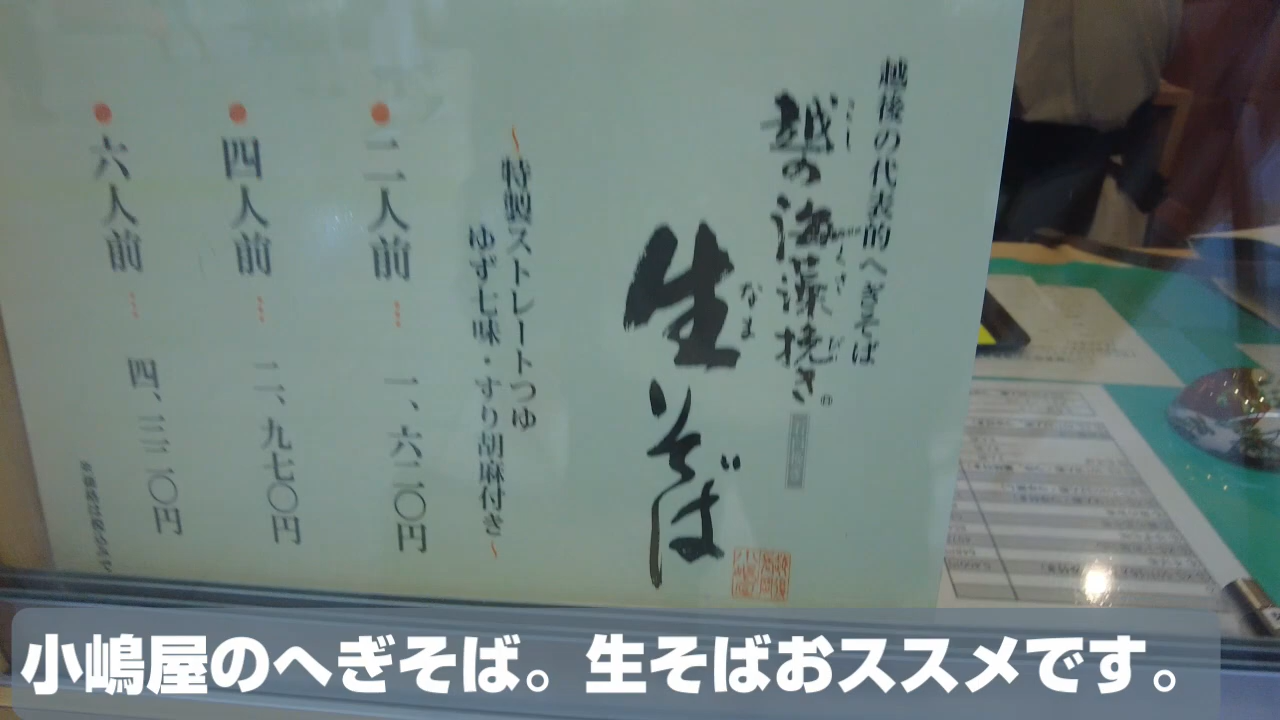 越後の代表的へぎそば
越の海藻挽き。
こし
生そば
なま
~特製ストレートつゆ
ゆず七味・すり胡麻付き~
二人前 … 一、六二〇円
四人前 … 二、九七〇円
六人前 … 四、三二〇円
小嶋屋のへぎそば。生そばおススメです。